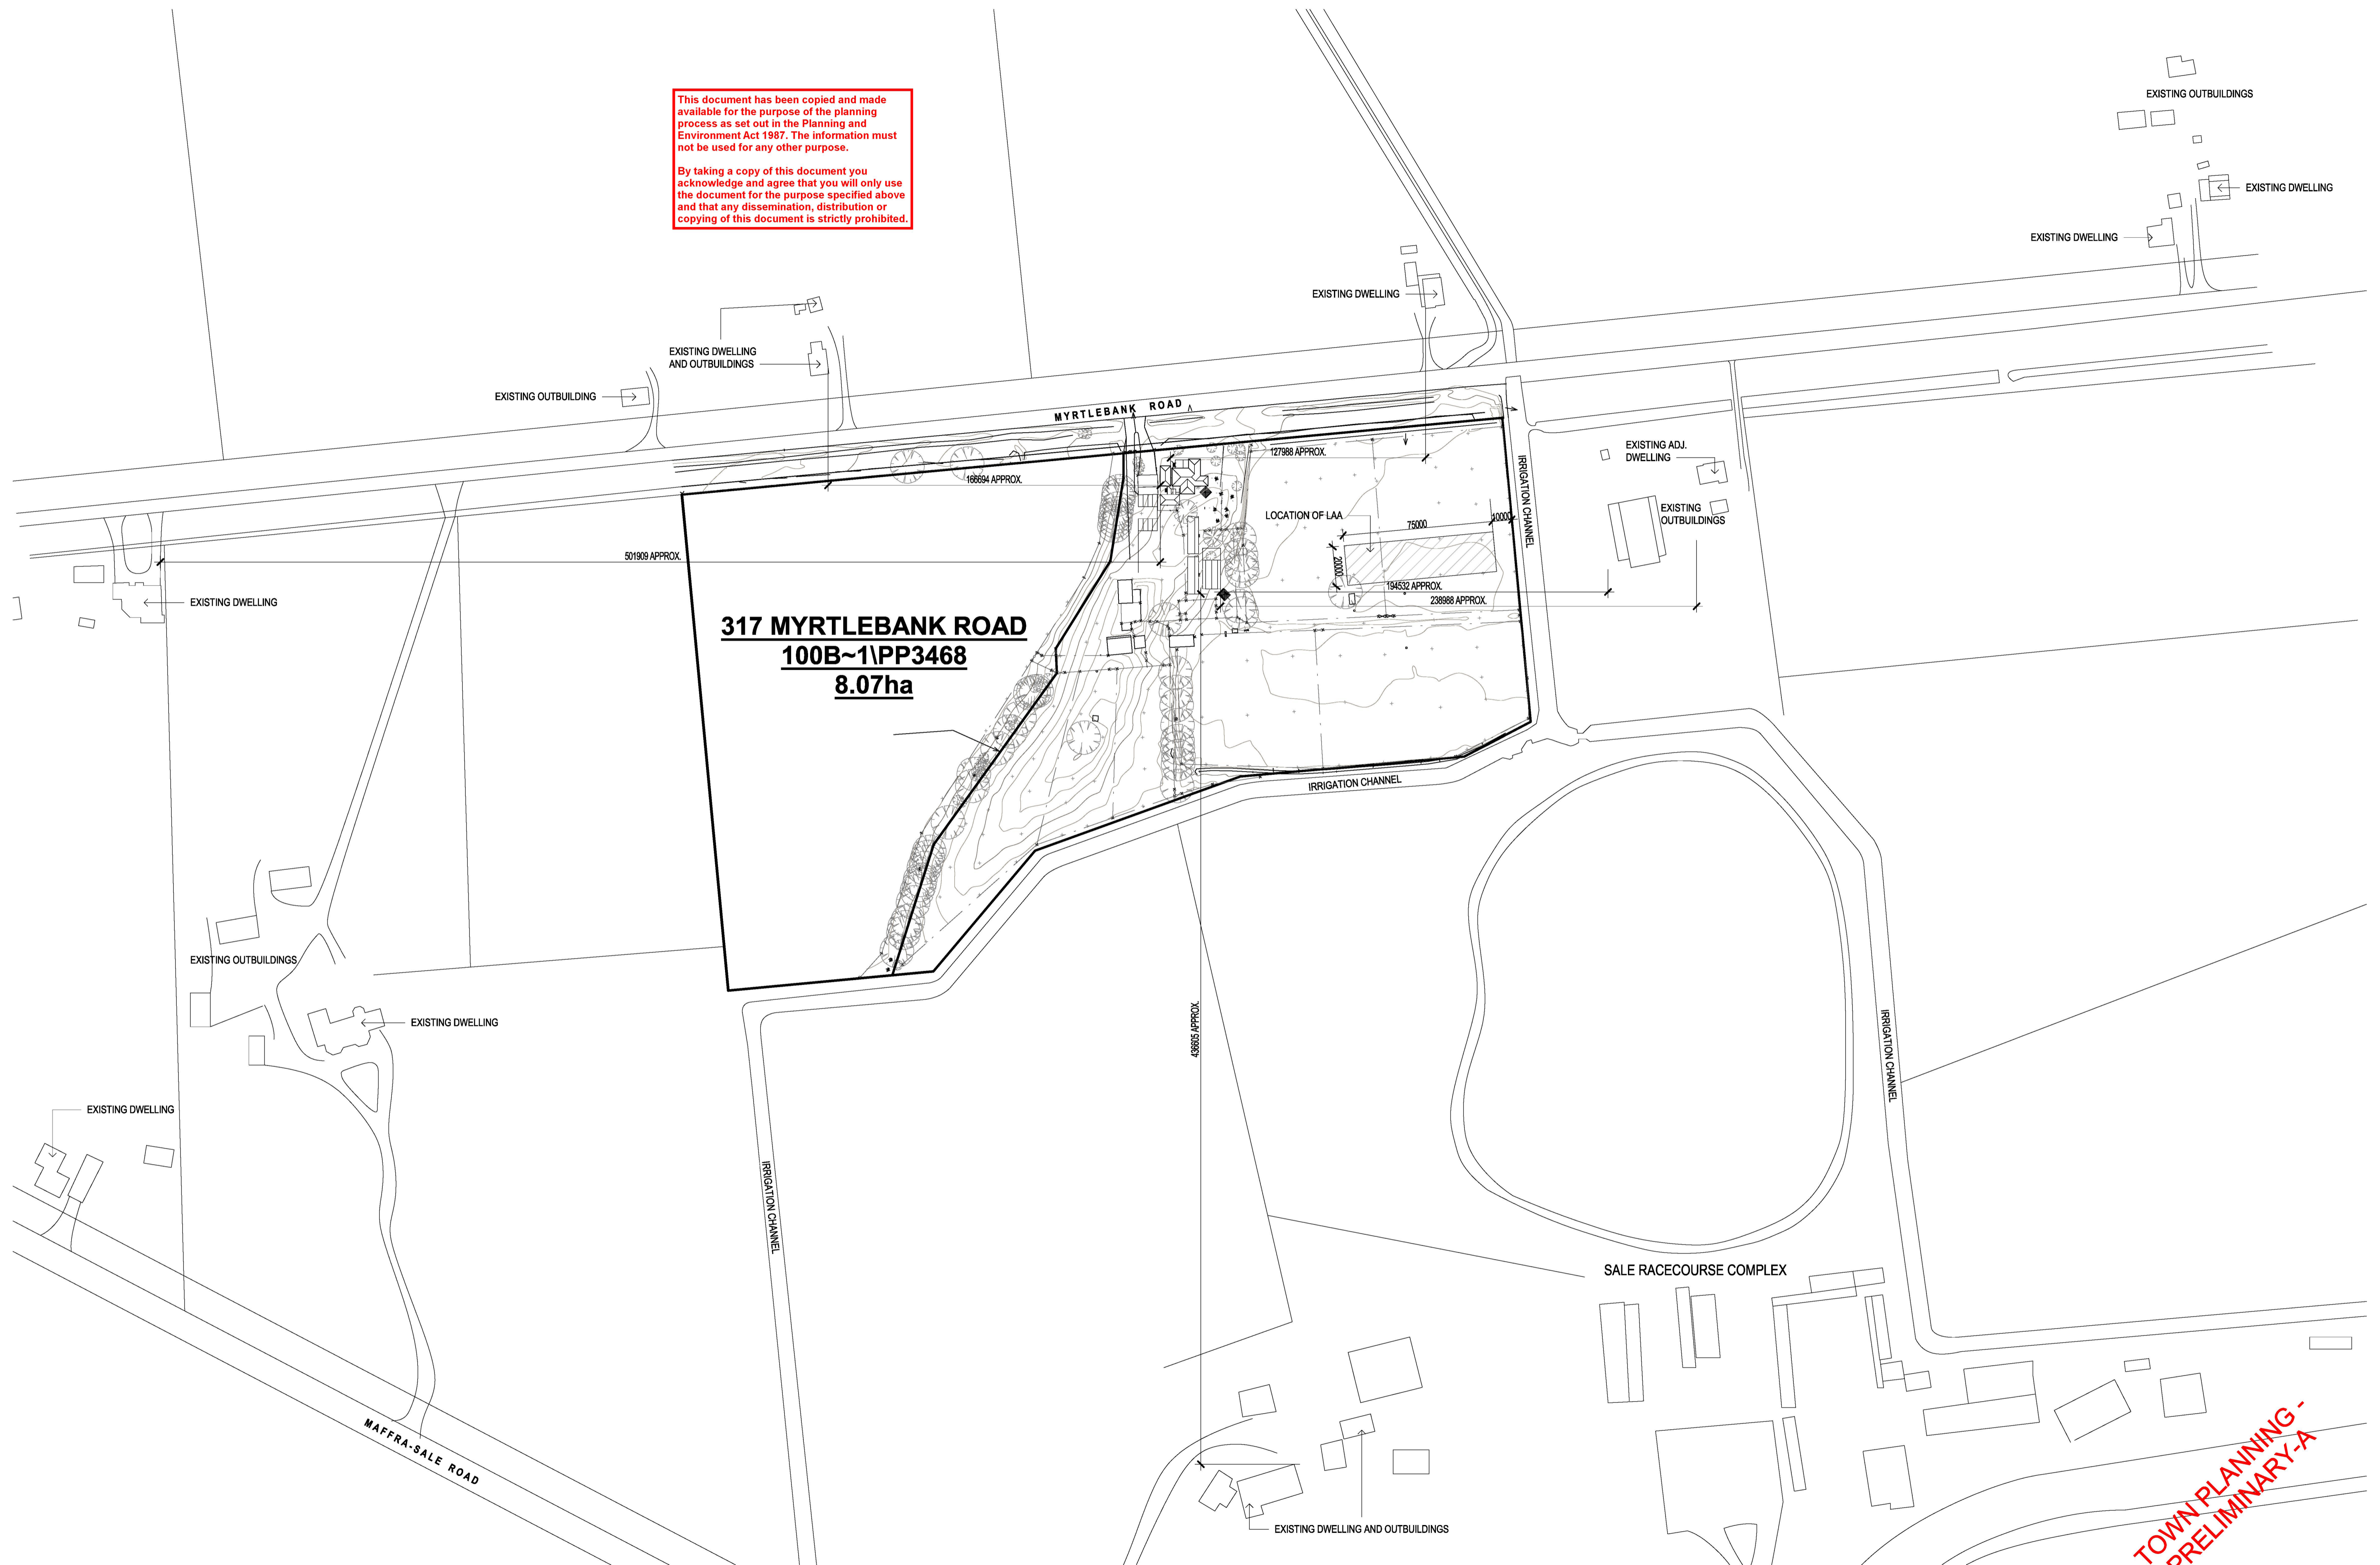 This document has been copied and made
available for the purpose of the planning
process as set out in the Planning and
Environment Act 1987. The information must
not be used for any other purpose.
By taking a copy of this document you
acknowledge and agree that you will only use
the document for the purpose specified above
and that any dissemination, distribution or
copying of this document is strictly prohibited.
EXISTING OUTBUILDINGS
EXISTING DWELLING
EXISTING DWELLING
EXISTING DWELLING
EXISTING DWELLING
AND OUTBUILDINGS
EXISTING OUTBUILDING
MYRTLEBANK ROAD
127988 APPROX.
166694 APPROX.
EXISTING ADJ.
DWELLING
IRRIGATION CHANNEL
EXISTING
OUTBUILDINGS
LOCATION OF LAA
75000
10000
20000
501909 APPROX.
194532 APPROX.
238988 APPROX.
EXISTING DWELLING
317 MYRTLEBANK ROAD
100B~1\PP3468
8.07ha
IRRIGATION CHANNEL
EXISTING OUTBUILDINGS
EXISTING DWELLING
436605 APPROX.
IRRIGATION CHANNEL
EXISTING DWELLING
IRRIGATION CHANNEL
SALE RACECOURSE COMPLEX
MAFFRA-SALE ROAD
EXISTING DWELLING AND OUTBUILDINGS
TOWN PLANNING -
PRELIMINARY-A